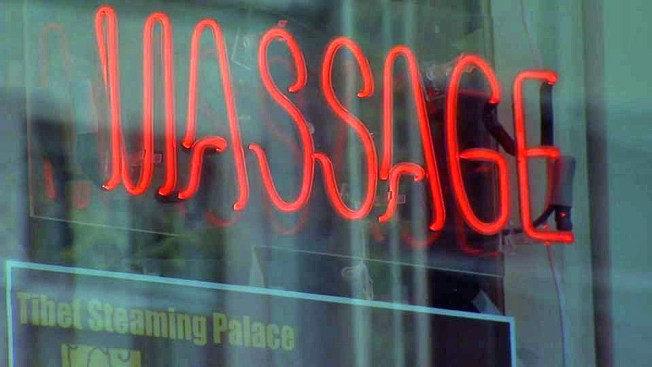 MASSAGE
Tibet Steaming Palace